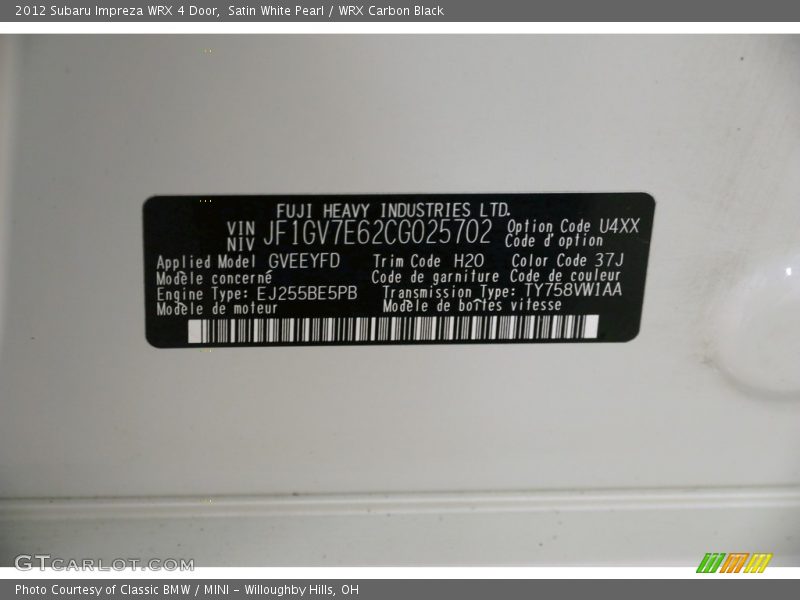 2012 Subaru Impreza WRX 4 Door, Satin White Pearl / WRX Carbon Black
FUJI HEAVY INDUSTRIES LTD.
VIN NIV JF1GV7E62CG025702 Option Code U4XX
Code d'option
Applied Model GVEEYFD Trim Code H20 Color Code 37J
Modèle concerné Code de garniture Code de couleur
Engine Type: EJ255BE5PB Transmission Type: TY758VW1AA
Modèle de moteur Modèle de boîtes vitesse
GTCARLOT.COM
Photo Courtesy of Classic BMW / MINI - Willoughby Hills, OH